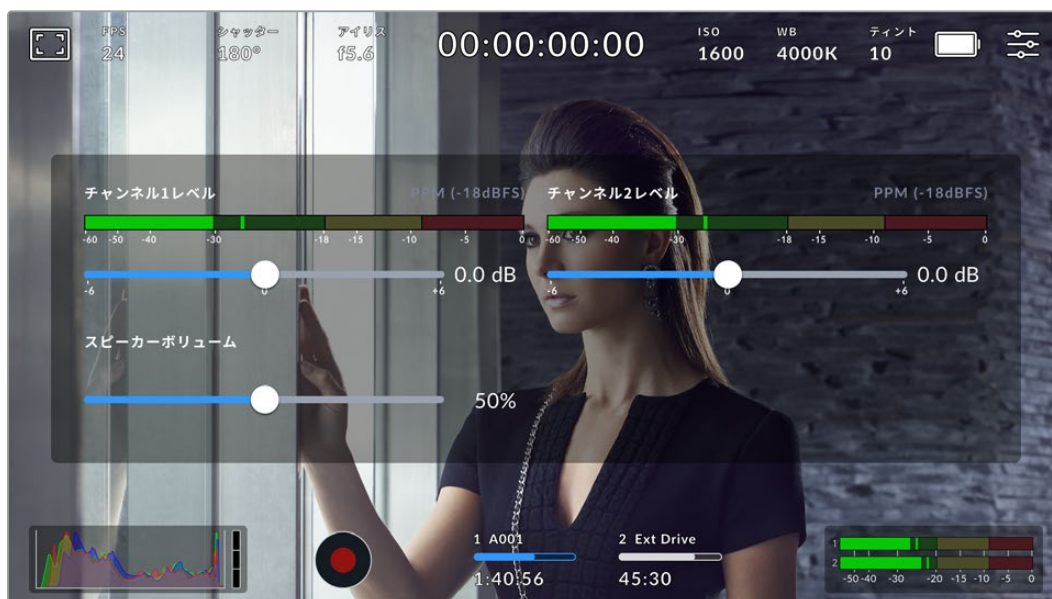 FPS シャッター アイリス ISO WB ティント
24 180° f5.6 00:00:00:00 1600 4000K 10
チャンネル1レベル PPM (-18dBFS) チャンネル2レベル PPM (-18dBFS)
-60 -50 -40 -30 -18 -15 -10 -5 0 -60 -50 -40 -30 -18 -15 -10 -5 0
0.0 dB 0.0 dB
-6 0 +6 -6 0 +6
スピーカーボリューム
50%
1 A001 2 Ext Drive
1:40:56 45:30
1
2
-50 -40 -30 -20 -15 -10 -5 0